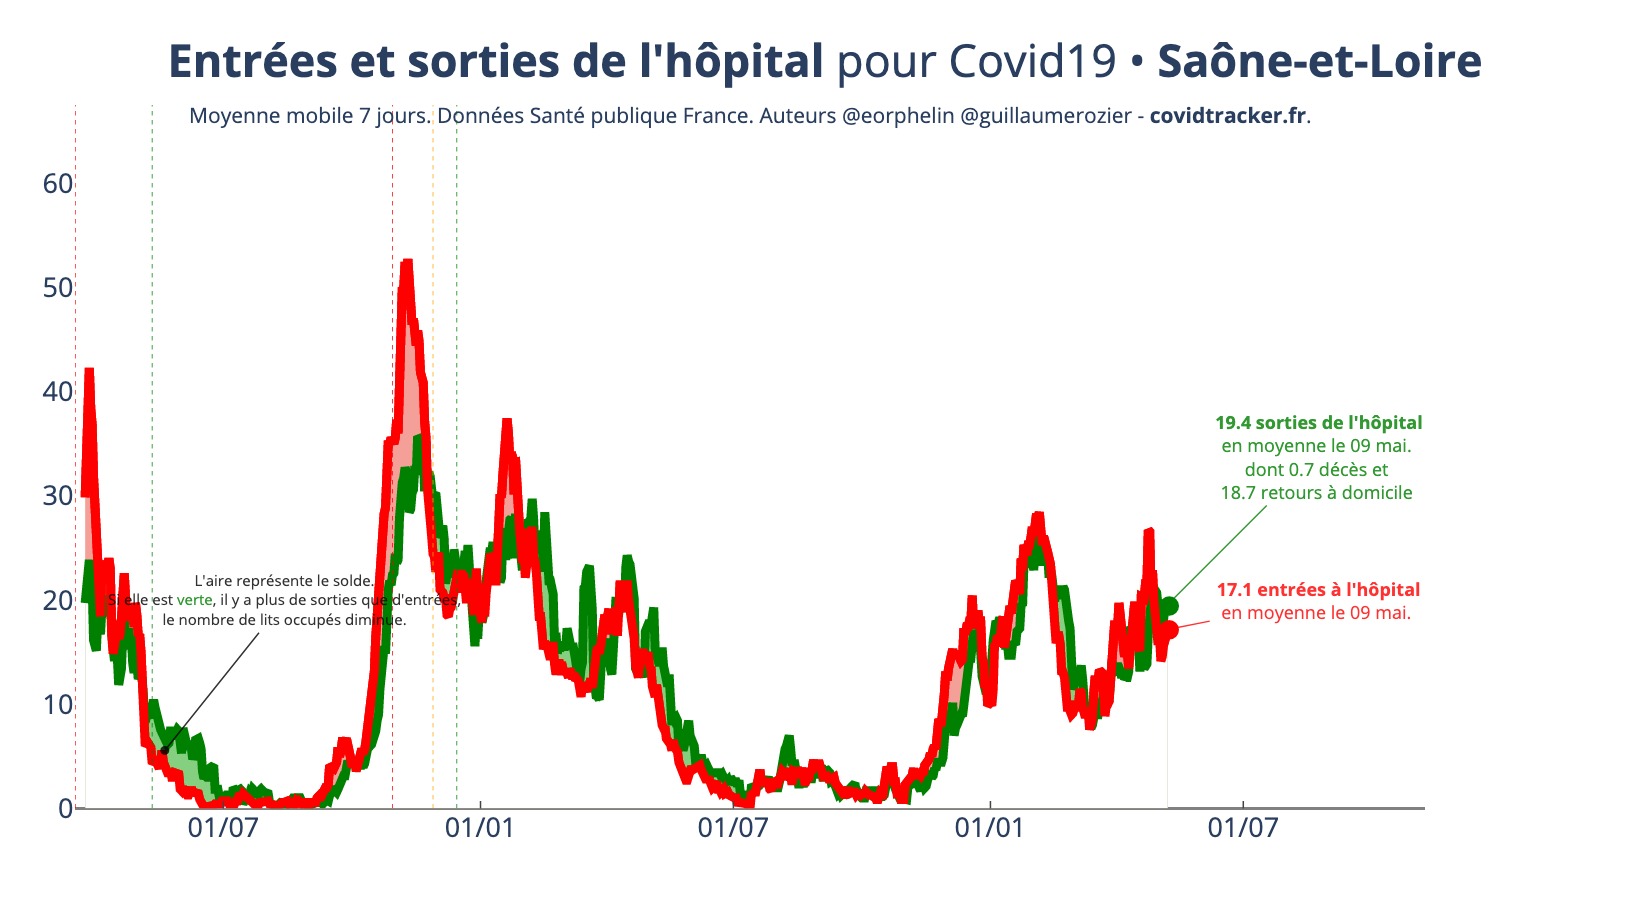 Entrées et sorties de l'hôpital pour Covid19 • Saône-et-Loire
Moyenne mobile 7 jours. Données Santé publique France. Auteurs @eorphelin @guillaumerozier - covidtracker.fr.
60
50
40
30
20
10
0
L'aire représente le solde.
Si elle est verte, il y a plus de sorties que d'entrées,
le nombre de lits occupés diminue.
19.4 sorties de l'hôpital
en moyenne le 09 mai.
dont 0.7 décès et
18.7 retours à domicile
17.1 entrées à l'hôpital
en moyenne le 09 mai.
01/07
01/01
01/07
01/01
01/07